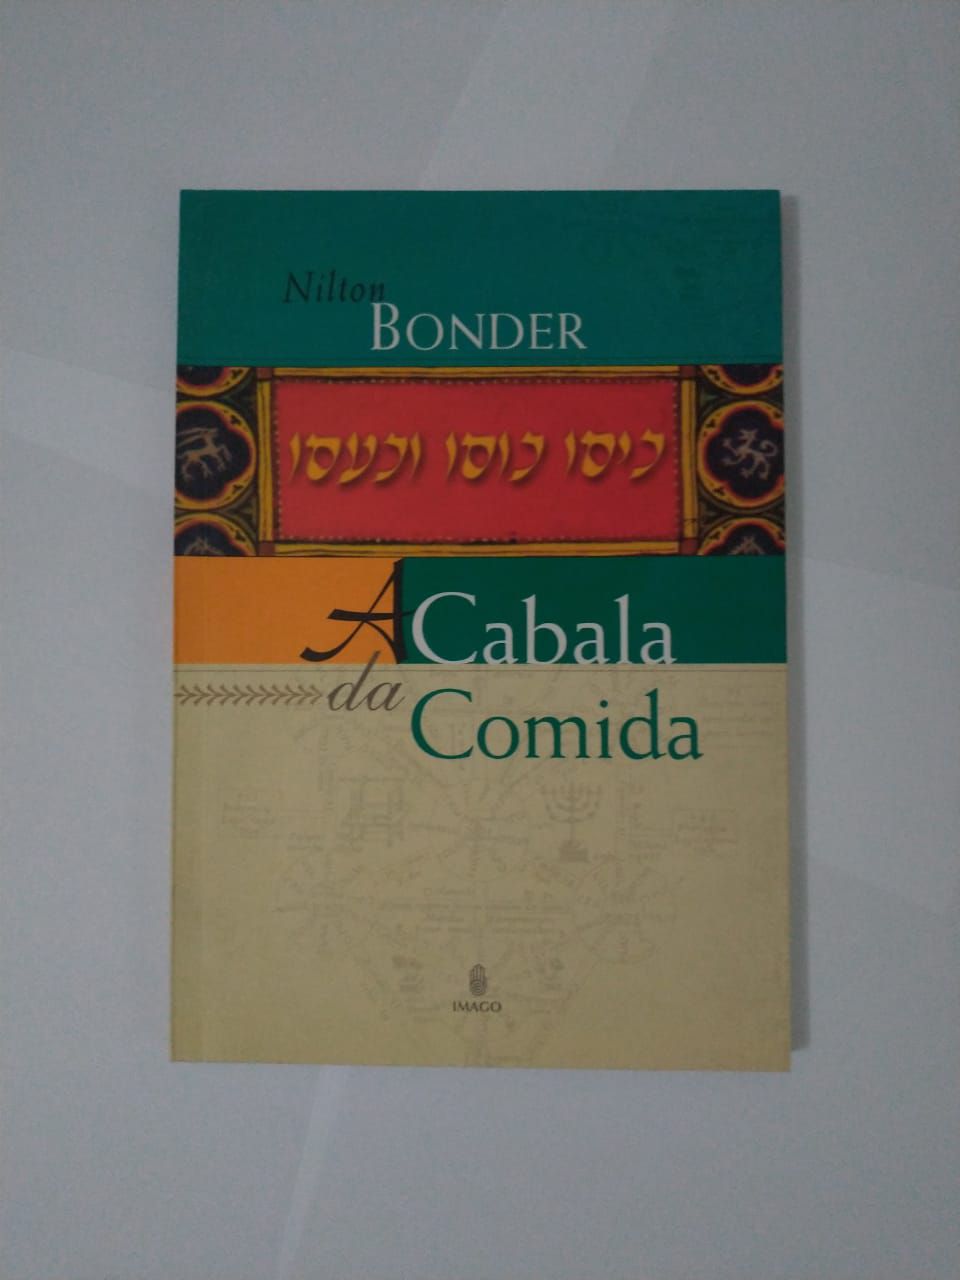 Nilton
BONDER
כיסו כוסו וכעסו
A Cabala
da Comida
IMAGO